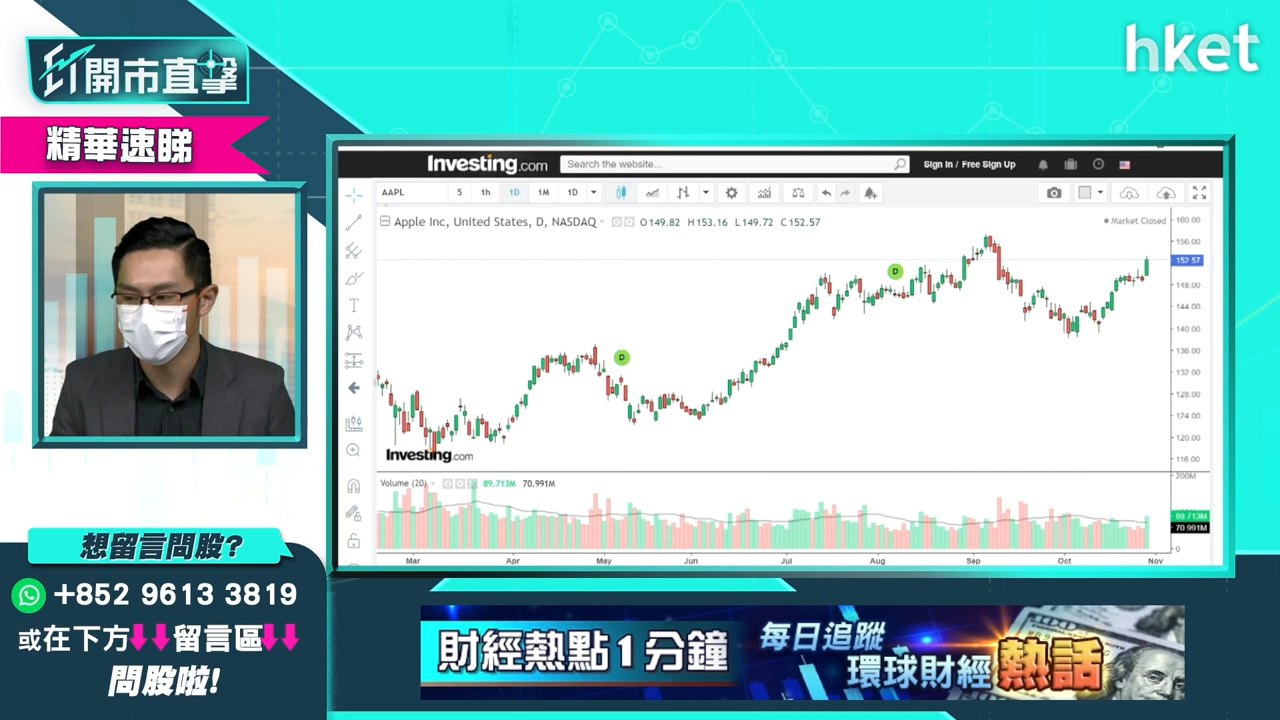 ET開市直擊
hket
精華速睇
Investing.com
Search the website...
Sign In / Free Sign Up
AAPL
5
1h
1D
1M
1D
Apple Inc, United States, D, NASDAQ
O149.82 H153.16 L149.72 C152.57
Market Closed
160.00
156.00
152.57
148.00
144.00
140.00
136.00
132.00
128.00
124.00
120.00
116.00
D
D
T
Investing.com
Volume (20)
89.713M
70.991M
200M
89.713M
70.991M
0
Mar
Apr
May
Jun
Jul
Aug
Sep
Oct
Nov
想留言問股?
+852 9613 3819
或在下方留言區
問股啦!
財經熱點1分鐘
每日追蹤
環球財經熱話